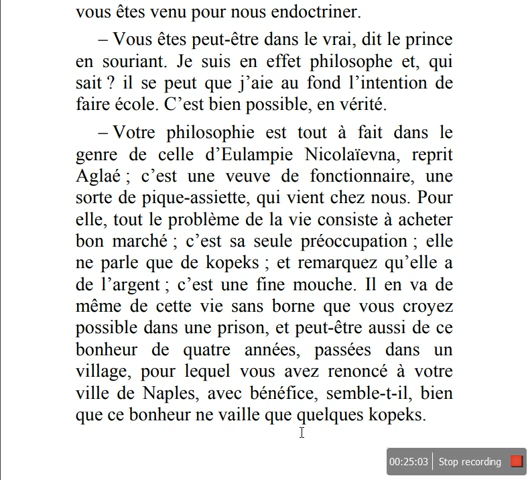 vous êtes venu pour nous endoctriner.
– Vous êtes peut-être dans le vrai, dit le prince
en souriant. Je suis en effet philosophe et, qui
sait ? il se peut que j’aie au fond l’intention de
faire école. C’est bien possible, en vérité.
– Votre philosophie est tout à fait dans le
genre de celle d’Eulampie Nicolaïevna, reprit
Aglaé ; c’est une veuve de fonctionnaire, une
sorte de pique-assiette, qui vient chez nous. Pour
elle, tout le problème de la vie consiste à acheter
bon marché ; c’est sa seule préoccupation ; elle
ne parle que de kopeks ; et remarquez qu’elle a
de l’argent ; c’est une fine mouche. Il en va de
même de cette vie sans borne que vous croyez
possible dans une prison, et peut-être aussi de ce
bonheur de quatre années, passées dans un
village, pour lequel vous avez renoncé à votre
ville de Naples, avec bénéfice, semble-t-il, bien
que ce bonheur ne vaille que quelques kopeks.
00:25:03 Stop recording